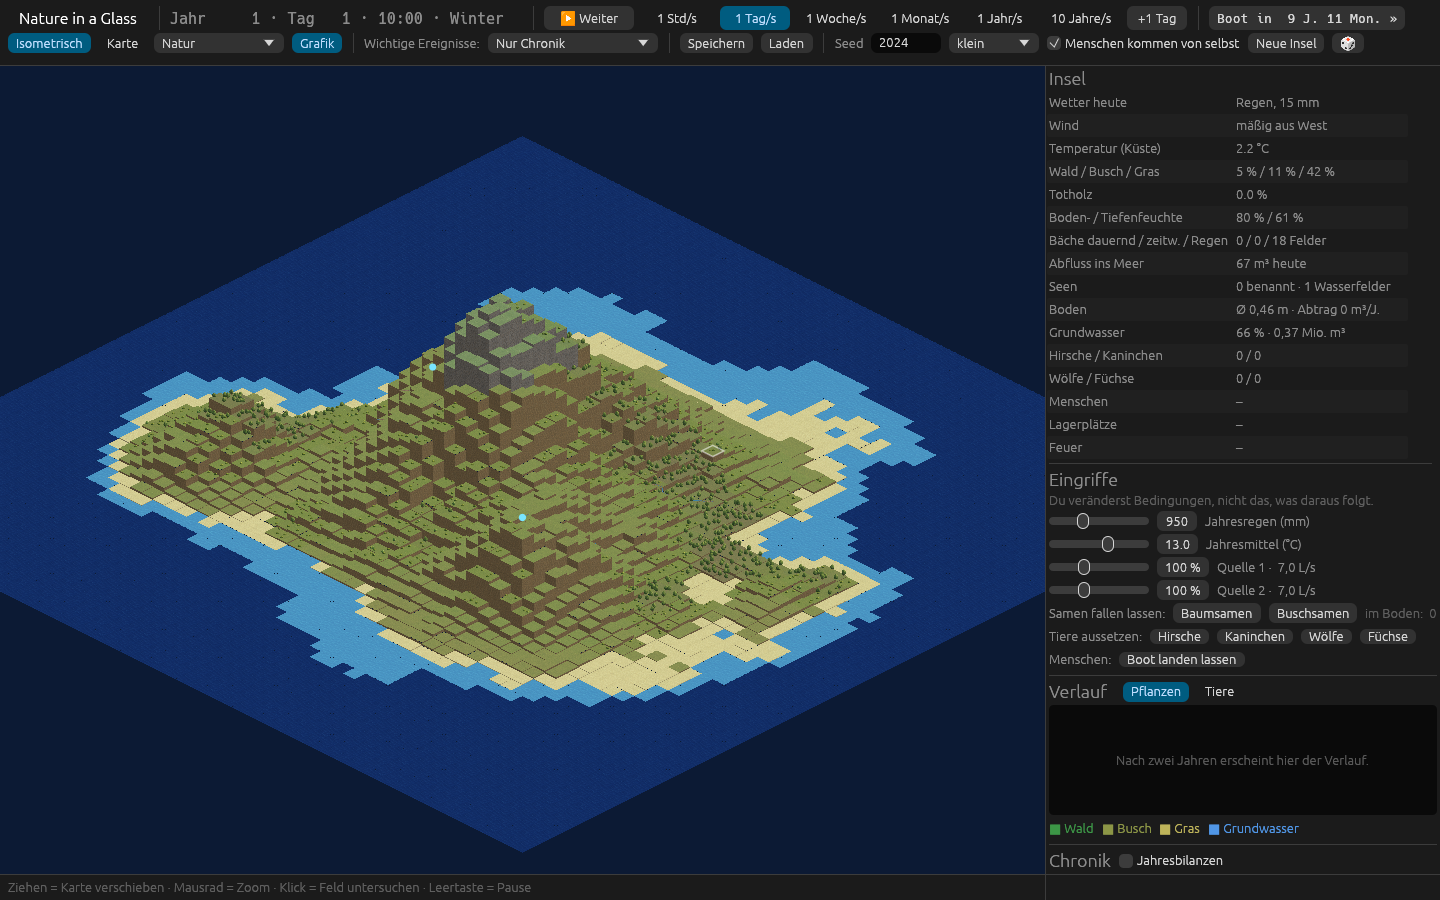 Nature in a Glass Jahr 1 · Tag 1 · 10:00 · Winter Weiter 1 Std/s 1 Tag/s 1 Woche/s 1 Monat/s 1 Jahr/s 10 Jahre/s +1 Tag Boot in 9 J. 11 Mon. »
Isometrisch Karte Natur Grafik Wichtige Ereignisse: Nur Chronik Speichern Laden Seed 2024 klein Menschen kommen von selbst Neue Insel
Insel
Wetter heute Regen, 15 mm
Wind mäßig aus West
Temperatur (Küste) 2.2 °C
Wald / Busch / Gras 5 % / 11 % / 42 %
Totholz 0.0 %
Boden- / Tiefenfeuchte 80 % / 61 %
Bäche dauernd / zeitw. / Regen 0 / 0 / 18 Felder
Abfluss ins Meer 67 m³ heute
Seen 0 benannt · 1 Wasserfelder
Boden Ø 0,46 m · Abtrag 0 m³/J.
Grundwasser 66 % · 0,37 Mio. m³
Hirsche / Kaninchen 0 / 0
Wölfe / Füchse 0 / 0
Menschen –
Lagerplätze –
Feuer –
Eingriffe
Du veränderst Bedingungen, nicht das, was daraus folgt.
950 Jahresregen (mm)
13.0 Jahresmittel (°C)
100 % Quelle 1 · 7,0 L/s
100 % Quelle 2 · 7,0 L/s
Samen fallen lassen: Baumsamen Buschsamen im Boden: 0
Tiere aussetzen: Hirsche Kaninchen Wölfe Füchse
Menschen: Boot landen lassen
Verlauf Pflanzen Tiere
Nach zwei Jahren erscheint hier der Verlauf.
Wald Busch Gras Grundwasser
Chronik Jahresbilanzen
Ziehen = Karte verschieben · Mausrad = Zoom · Klick = Feld untersuchen · Leertaste = Pause